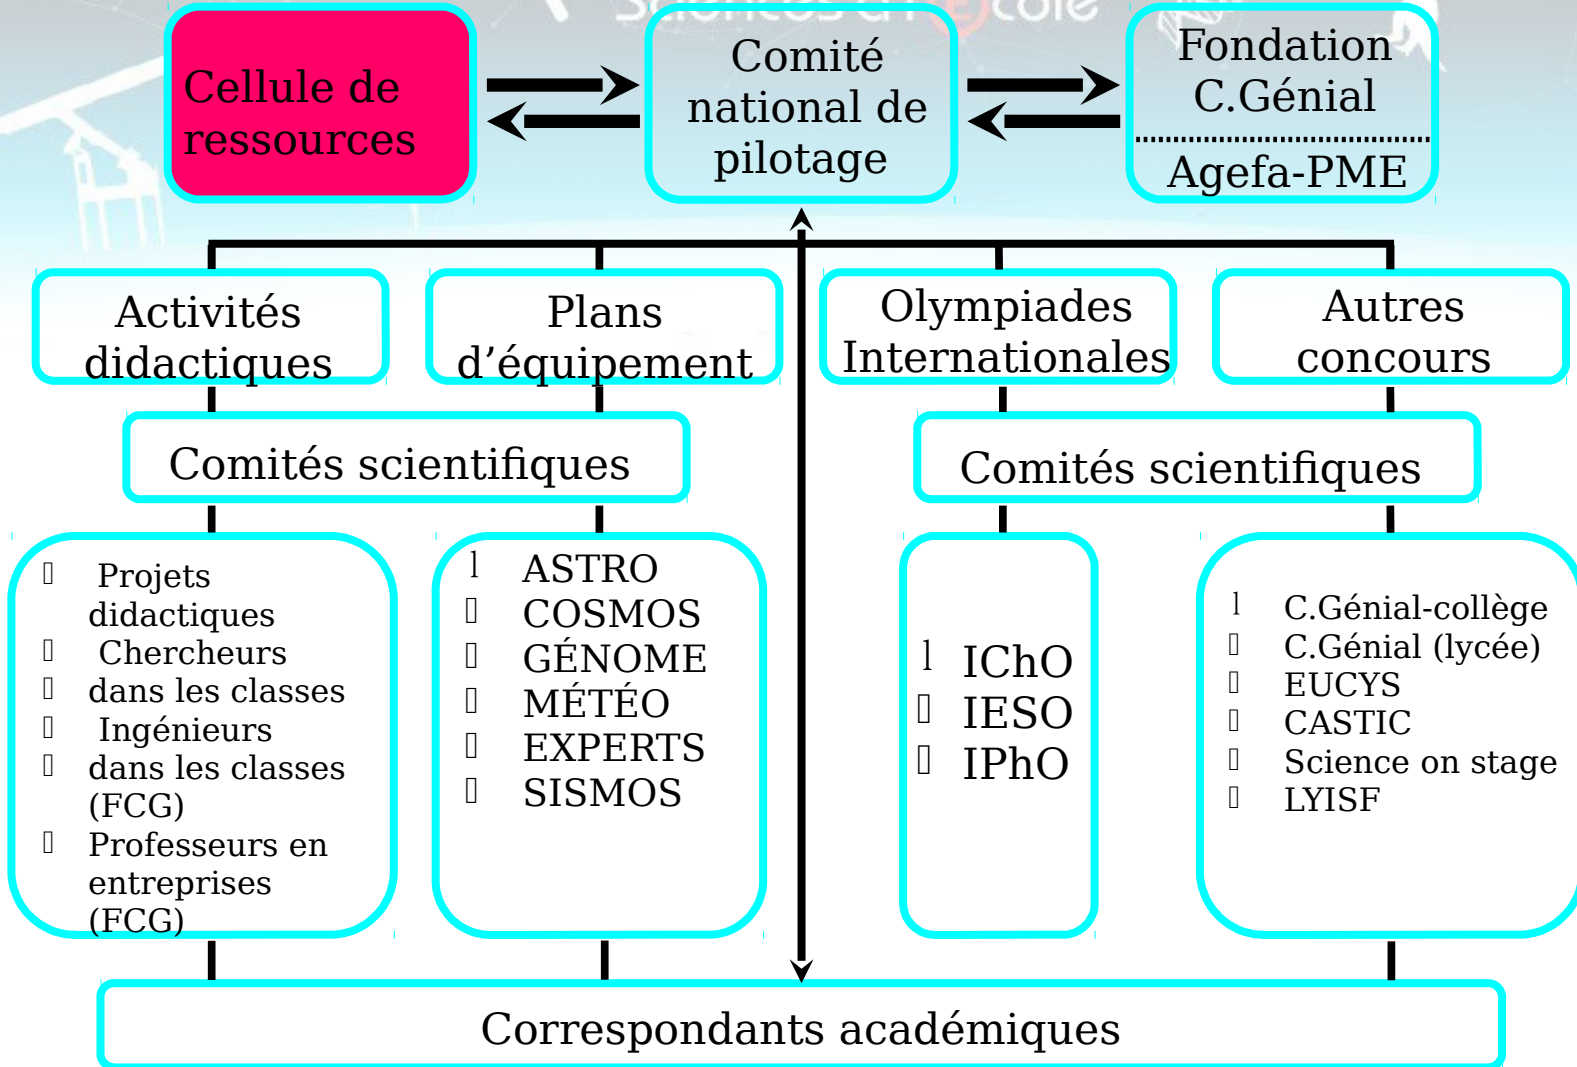 Sciences à l'École
Cellule de
ressources
Comité
national de
pilotage
Fondation
C.Génial
Agefa-PME
Activités
didactiques
Plans
d’équipement
Olympiades
Internationales
Autres
concours
Comités scientifiques
Comités scientifiques
Projets
didactiques
Chercheurs
dans les classes
Ingénieurs
dans les classes
(FCG)
Professeurs en
entreprises
(FCG)
l ASTRO
COSMOS
GÉNOME
MÉTÉO
EXPERTS
SISMOS
l IChO
IESO
IPhO
l C.Génial-collège
C.Génial (lycée)
EUCYS
CASTIC
Science on stage
LYISF
Correspondants académiques